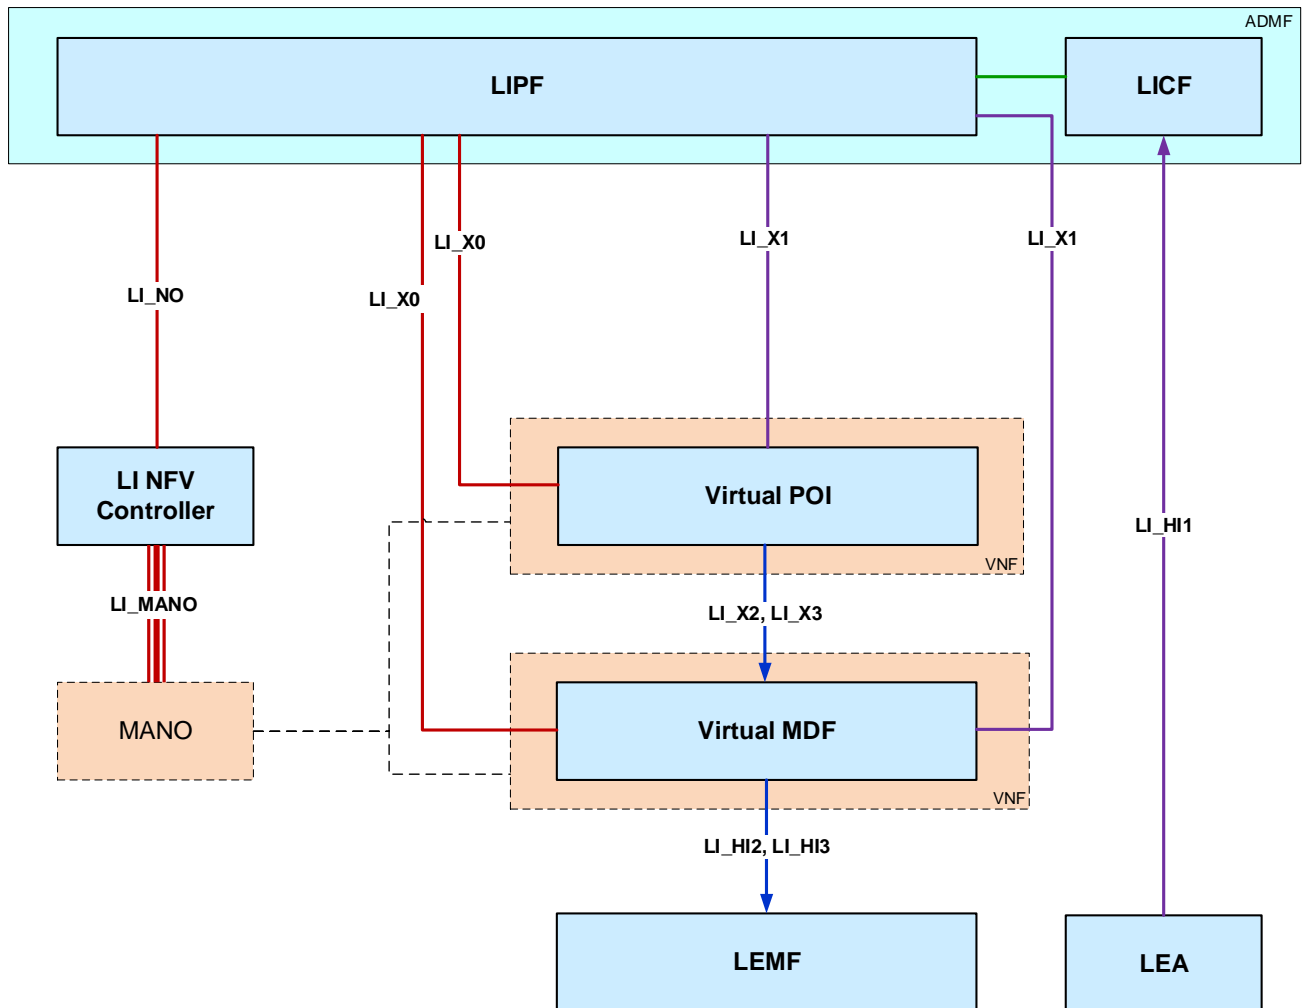 ADMF
LIPF
LICF
LI_X0
LI_X1
LI_X1
LI_NO
LI_X0
LI NFV
Controller
Virtual POI
LI_HI1
VNF
LI_MANO
LI_X2, LI_X3
MANO
Virtual MDF
VNF
LI_HI2, LI_HI3
LEMF
LEA